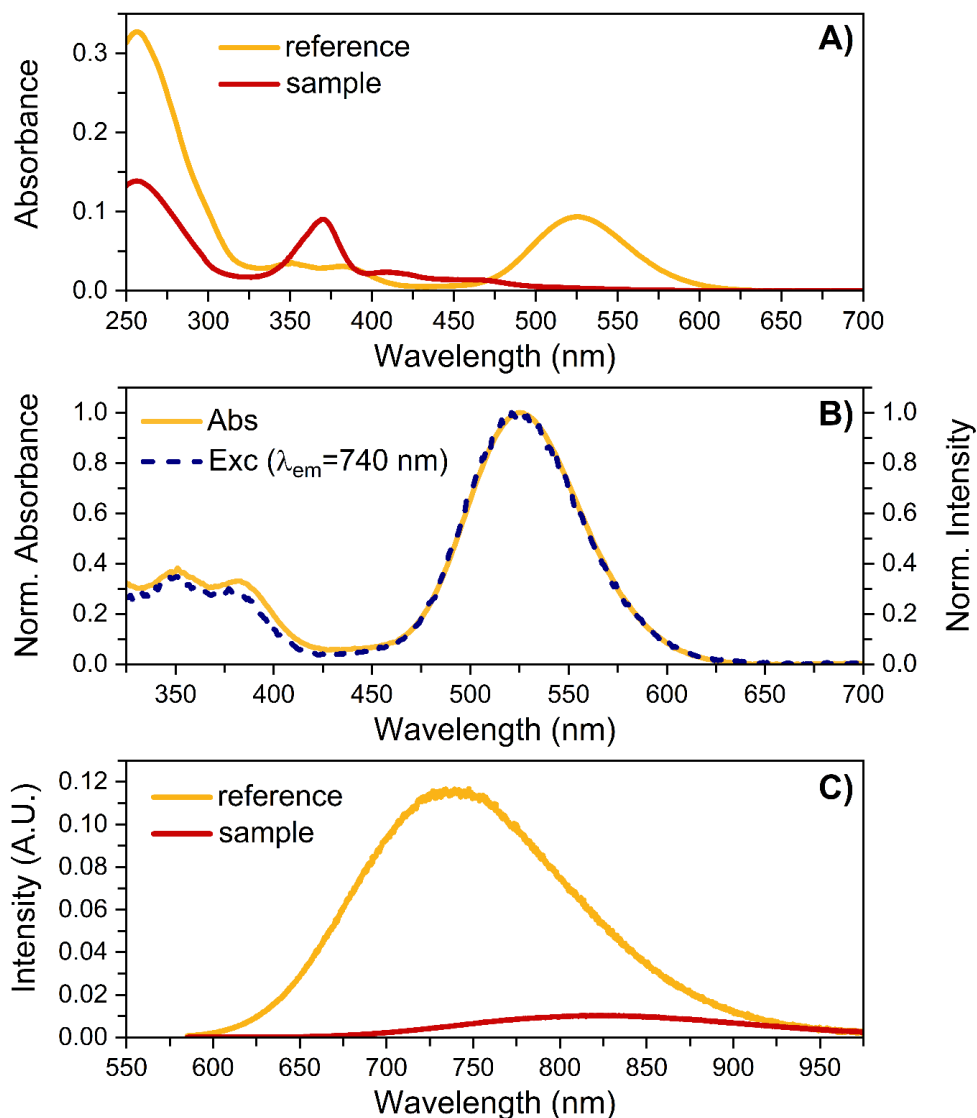 A)
reference
sample
Absorbance
0.3
0.2
0.1
0.0
250 300 350 400 450 500 550 600 650 700
Wavelength (nm)
B)
Abs
Exc (λem=740 nm)
Norm. Absorbance
1.0
0.8
0.6
0.4
0.2
0.0
1.0
0.8
0.6
0.4
0.2
0.0
Norm. Intensity
350 400 450 500 550 600 650 700
Wavelength (nm)
C)
reference
sample
Intensity (A.U.)
0.12
0.10
0.08
0.06
0.04
0.02
0.00
550 600 650 700 750 800 850 900 950
Wavelength (nm)